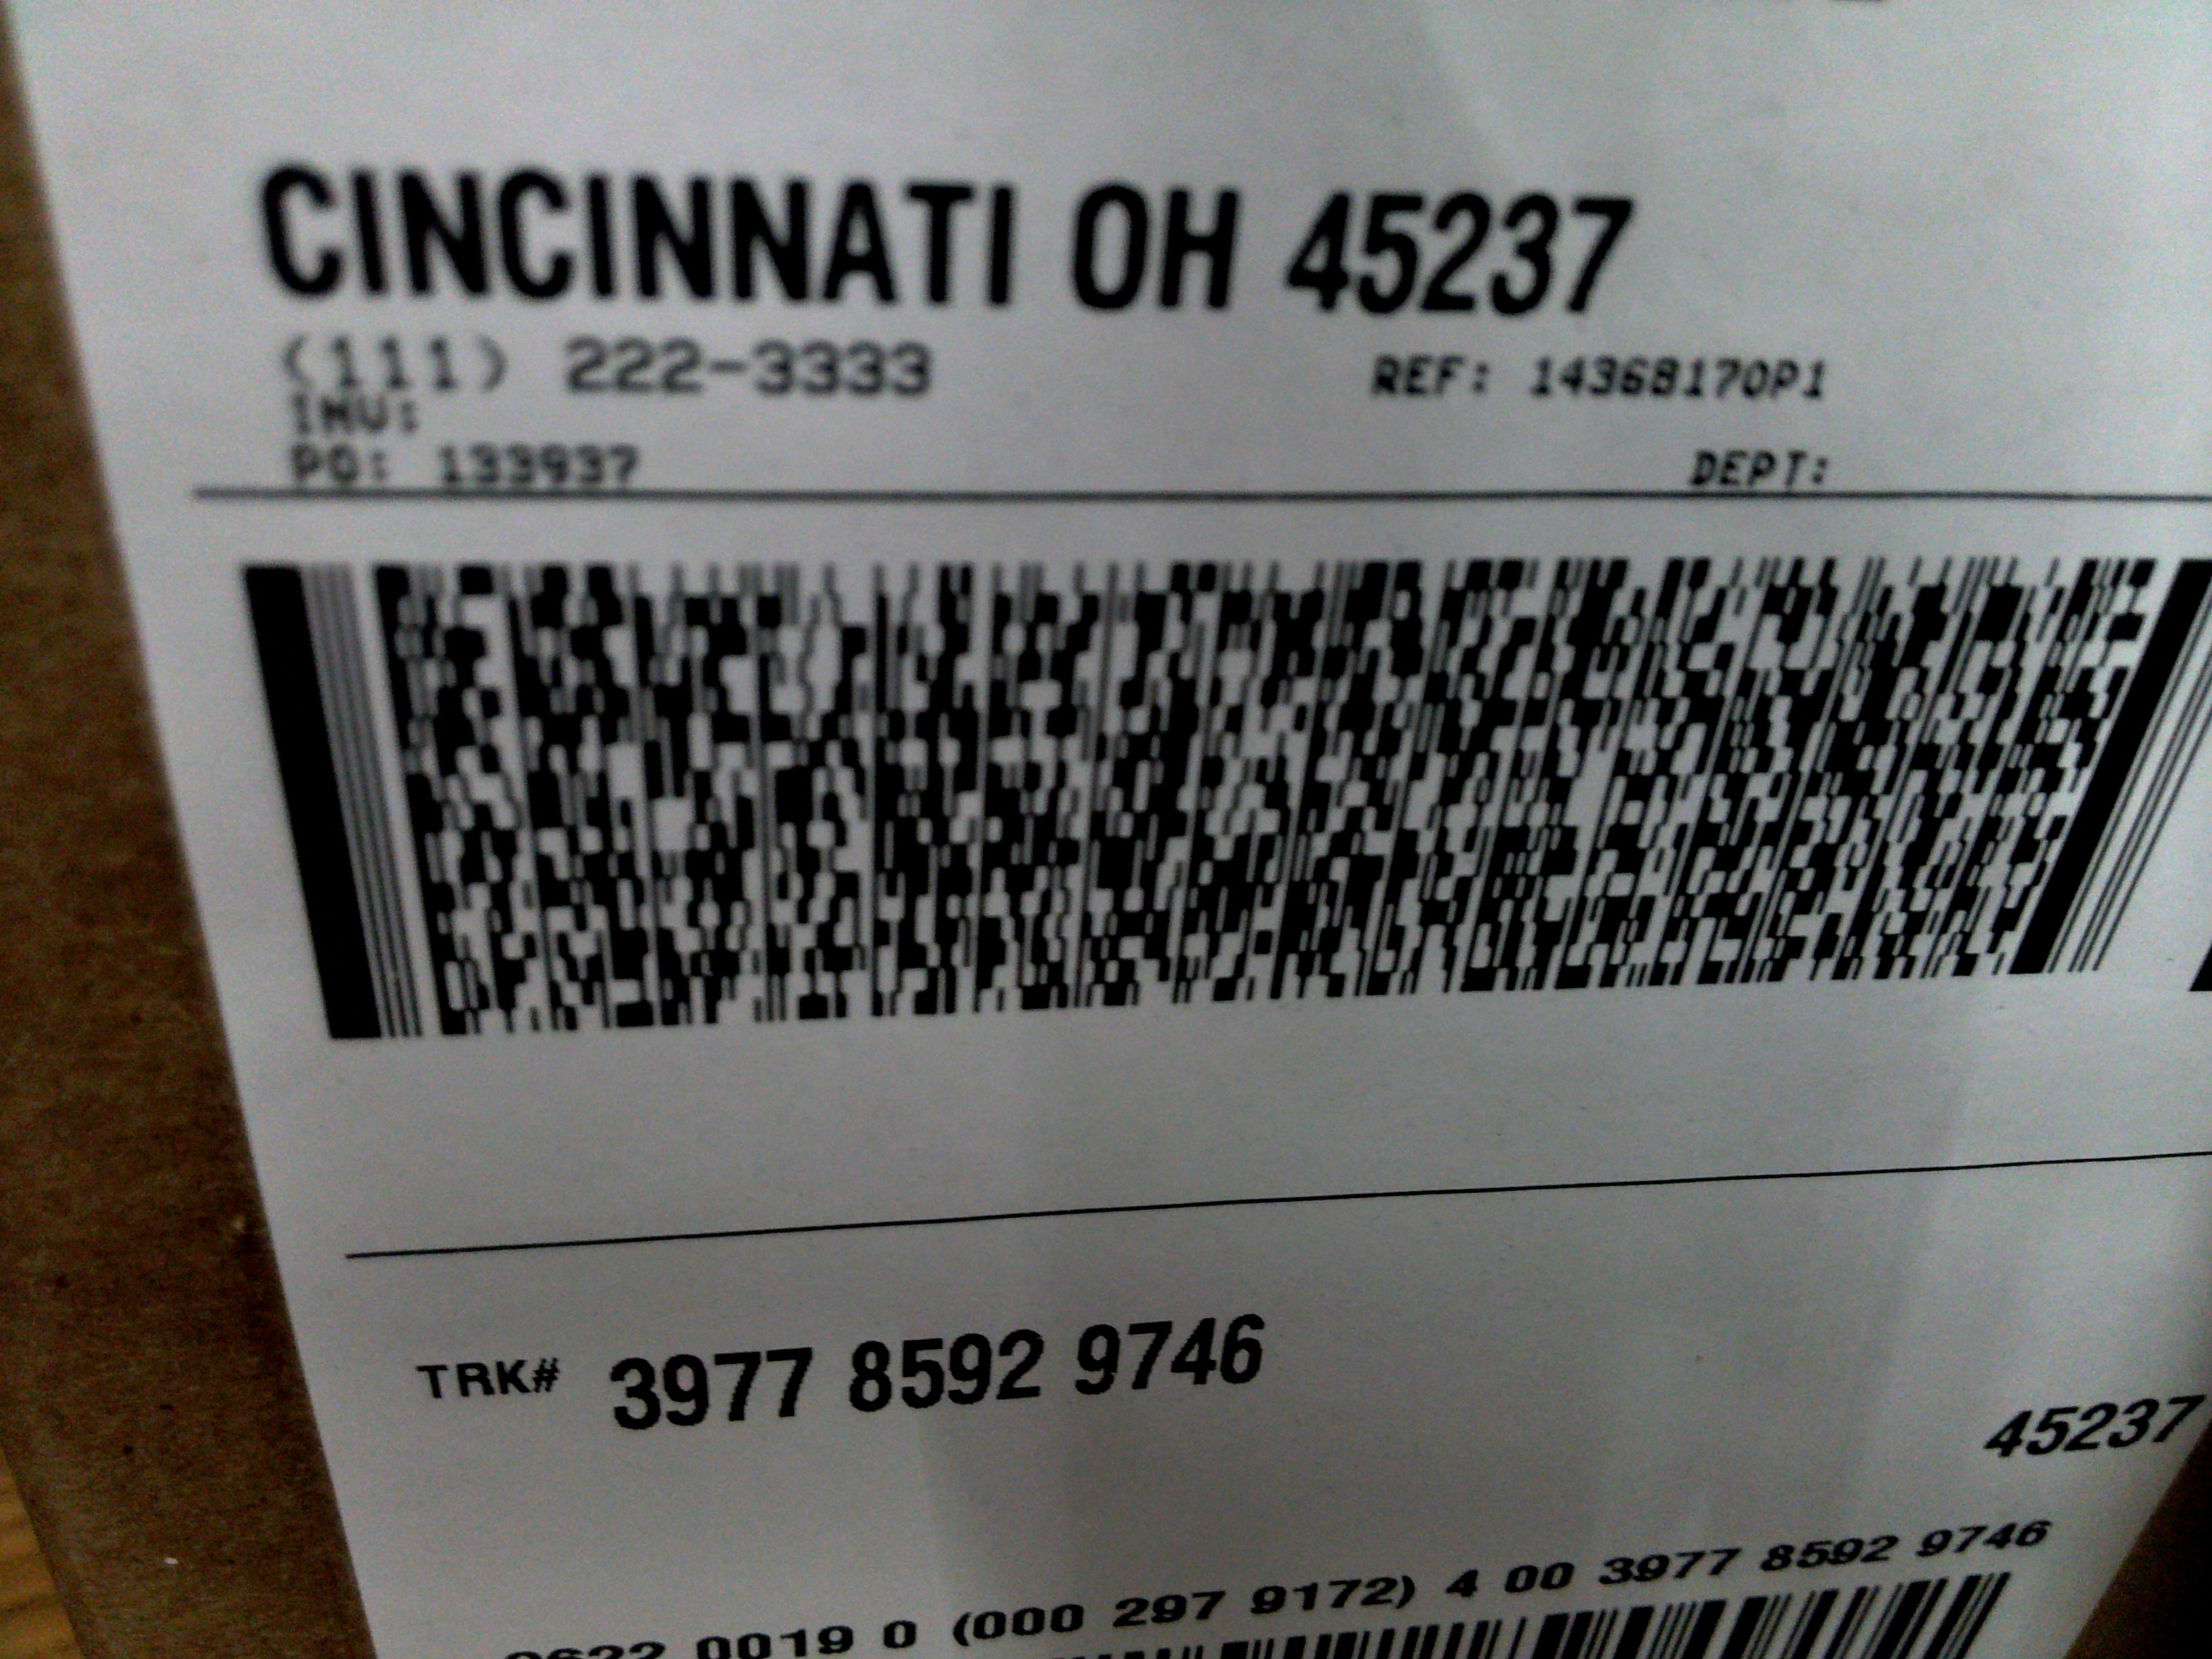 CINCINNATI OH 45237
(111) 222-3333
REF: 14368170P1
INV:
PO: 133937
DEPT:
TRK# 3977 8592 9746
45237
0019 0 (000 297 9172) 4 00 3977 8592 9746